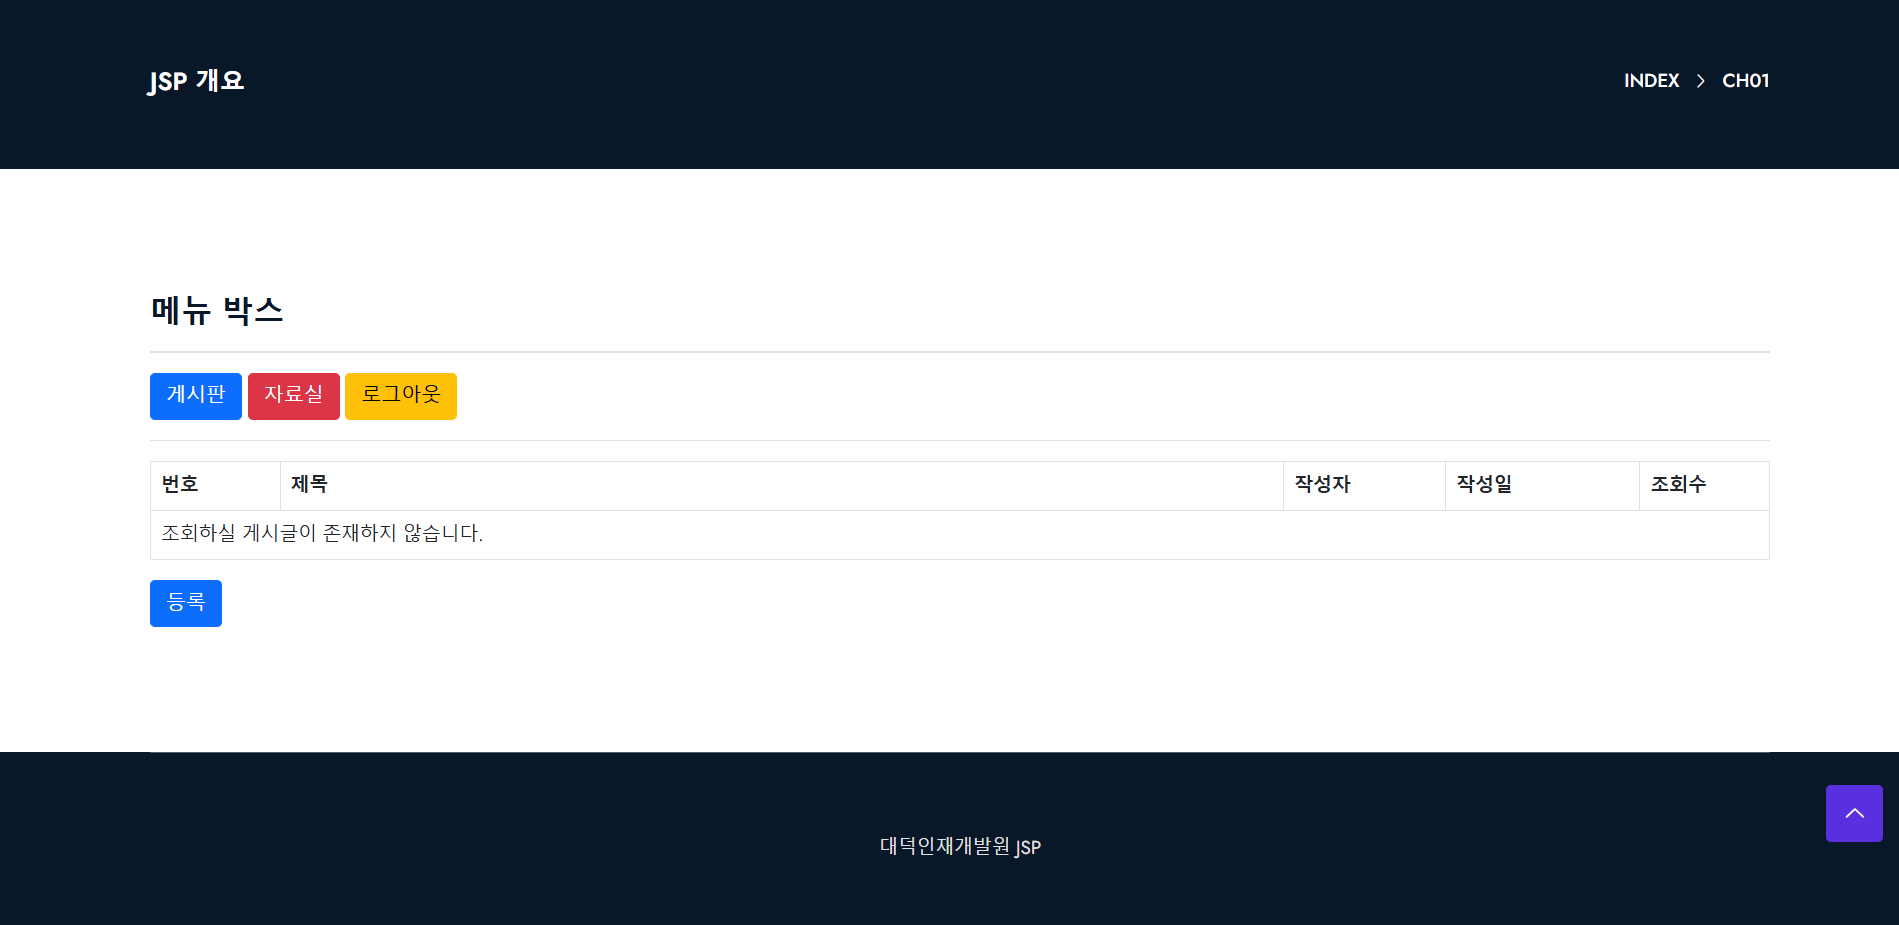 JSP 개요
INDEX > CH01
메뉴 박스
게시판 자료실 로그아웃
번호 제목 작성자 작성일 조회수
조회하실 게시글이 존재하지 않습니다.
등록
대덕인재개발원 JSP